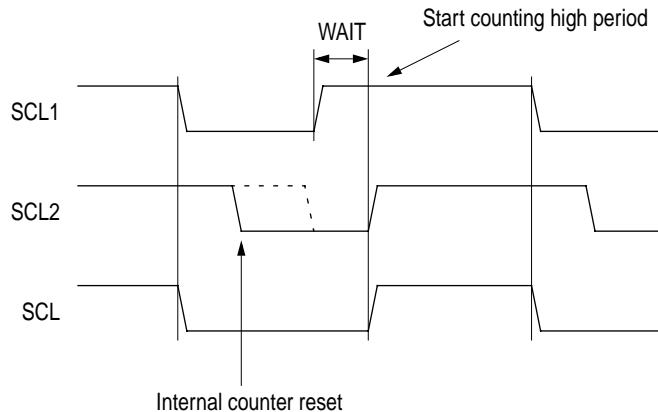 Start counting high period
WAIT
SCL1
SCL2
SCL
Internal counter reset